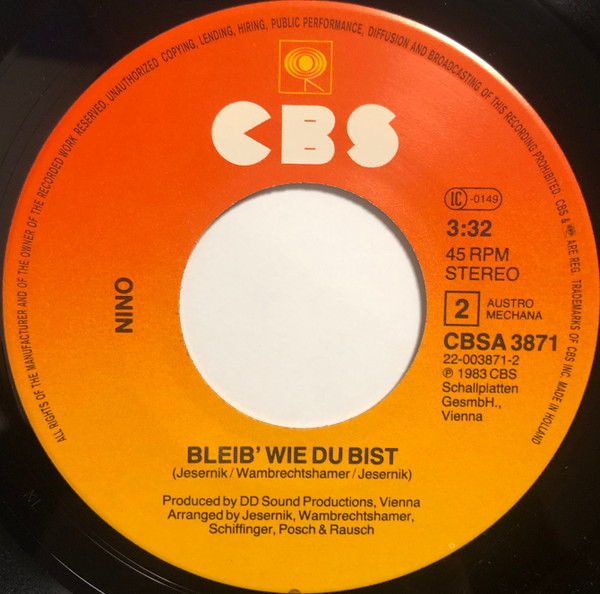 ALL RIGHTS OF THE MANUFACTURER AND OF THE OWNER OF THE RECORDED WORK RESERVED. UNAUTHORIZED COPYING, LENDING, HIRING, PUBLIC PERFORMANCE, DIFFUSION AND BROADCASTING OF THIS RECORDING PROHIBITED. CBS & ARE REG. TRADEMARKS OF CBS INC. MADE IN HOLLAND
CBS
IC -0149
3:32
45 RPM
STEREO
2 AUSTRO
MECHANA
CBSA 3871
22-003871-2
℗ 1983 CBS
Schallplatten
GesmbH.,
Vienna
NINO
BLEIB' WIE DU BIST
(Jesernik/Wambrechtshamer/Jesernik)
Produced by DD Sound Productions, Vienna
Arranged by Jesernik, Wambrechtshamer,
Schiffinger, Posch & Rausch